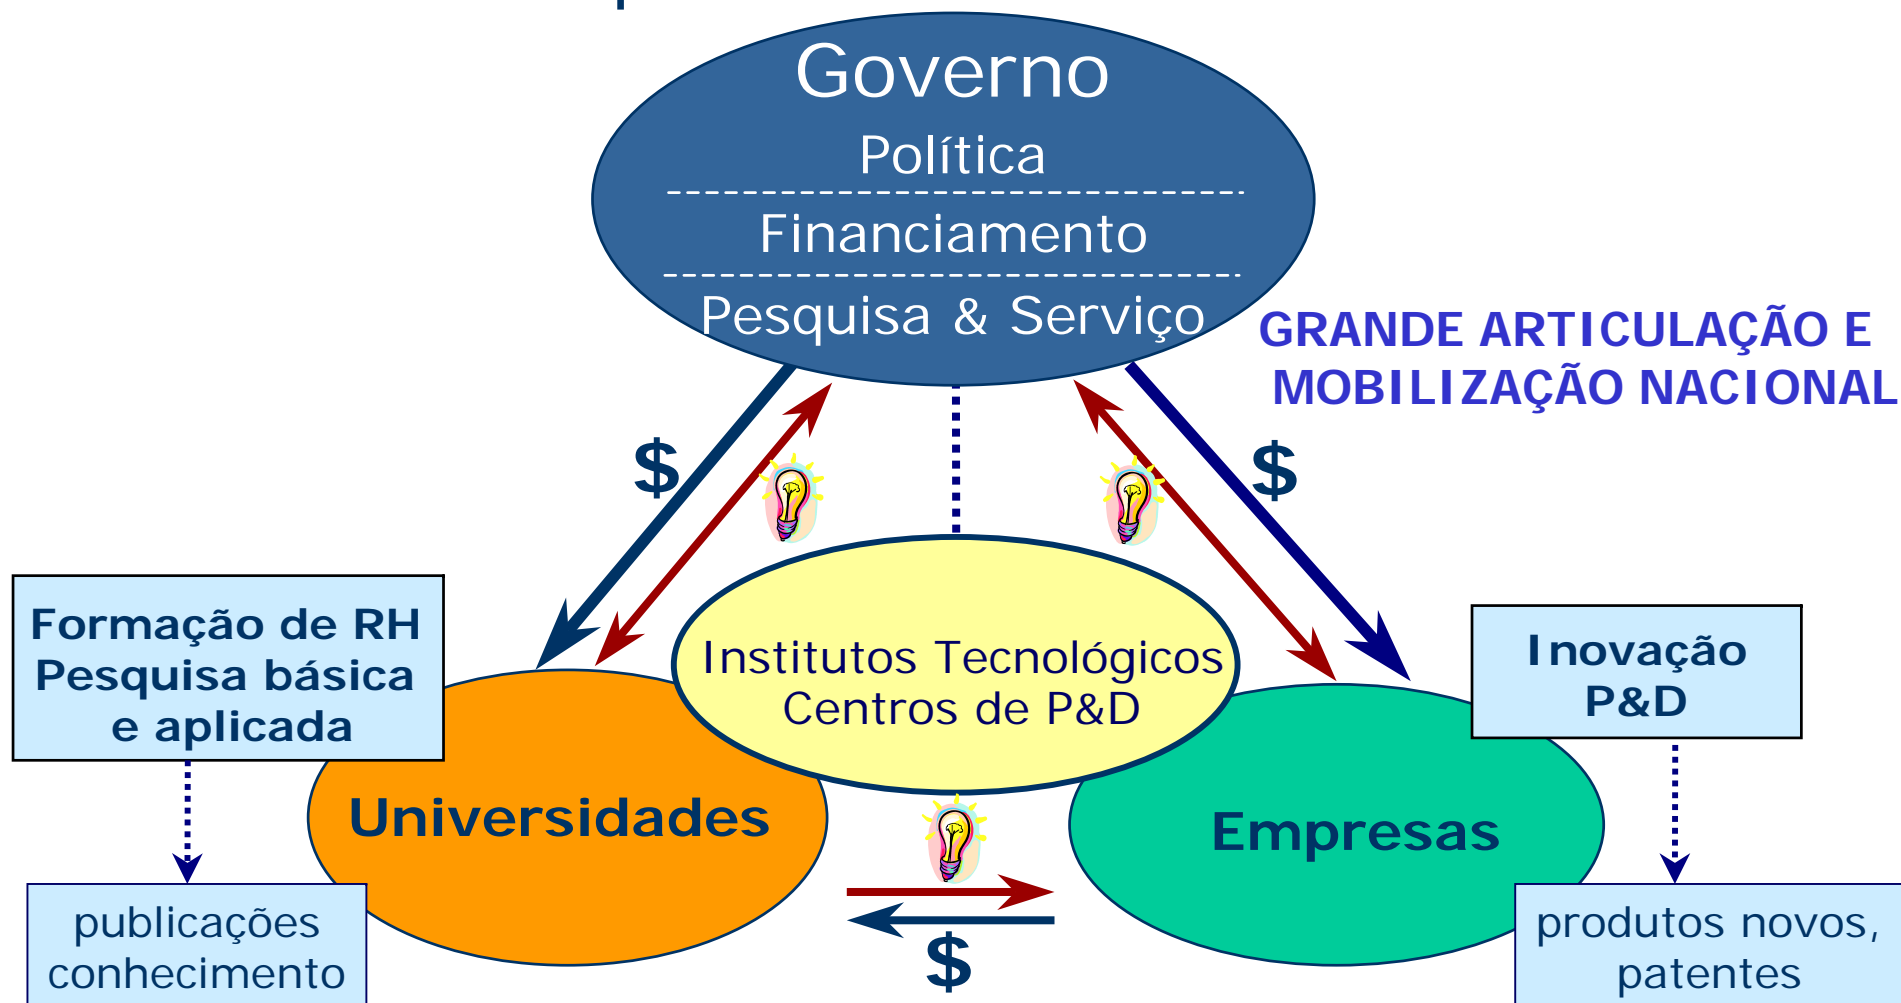 Governo
Política
Financiamento
Pesquisa & Serviço
GRANDE ARTICULAÇÃO E
MOBILIZAÇÃO NACIONAL
$
$
Formação de RH
Pesquisa básica
e aplicada
Institutos Tecnológicos
Centros de P&D
Inovação
P&D
Universidades
Empresas
$
publicações
conhecimento
produtos novos,
patentes